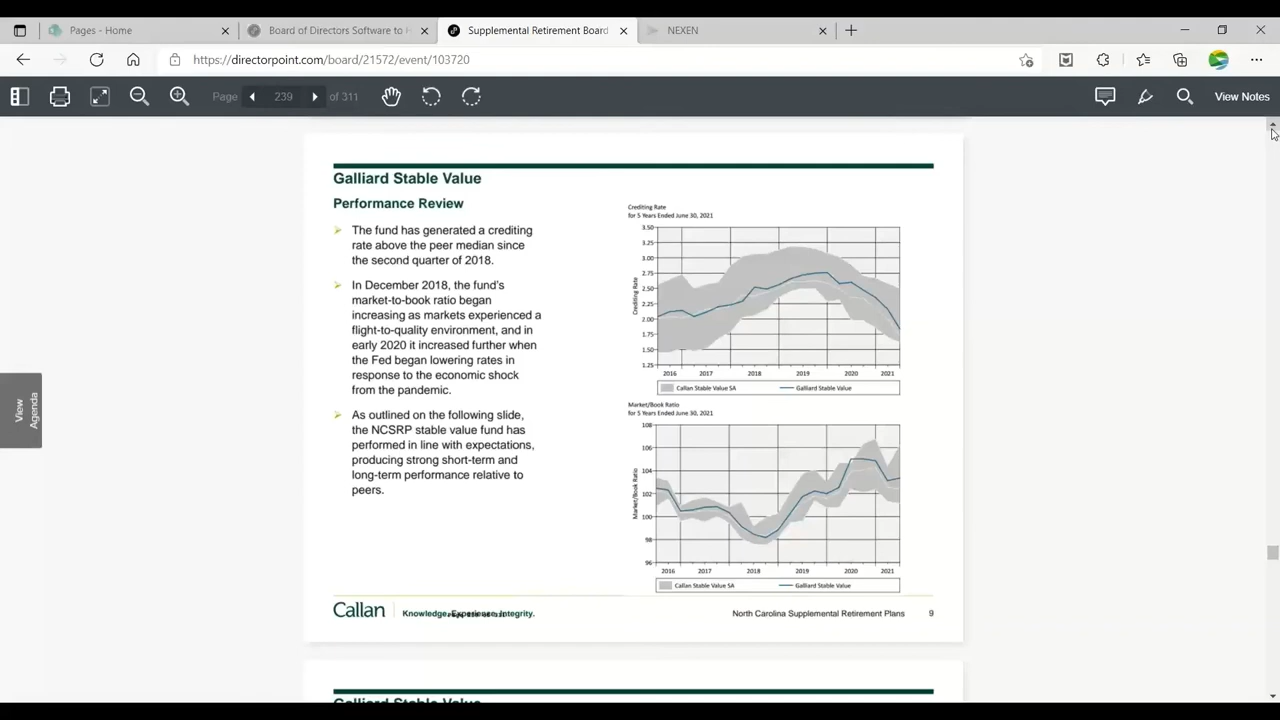 Pages - Home
Board of Directors Software to H
Supplemental Retirement Board
NEXEN
https://directorpoint.com/board/21572/event/103720
Page
239
of 311
View Notes
View Agenda
Galliard Stable Value
Performance Review
The fund has generated a crediting
rate above the peer median since
the second quarter of 2018.
In December 2018, the fund's
market-to-book ratio began
increasing as markets experienced a
flight-to-quality environment, and in
early 2020 it increased further when
the Fed began lowering rates in
response to the economic shock
from the pandemic.
As outlined on the following slide,
the NCSRP stable value fund has
performed in line with expectations,
producing strong short-term and
long-term performance relative to
peers.
Crediting Rate
for 5 Years Ended June 30, 2021
Crediting Rate
3.50
3.25
3.00
2.75
2.50
2.25
2.00
1.75
1.50
1.25
2016 2017 2018 2019 2020 2021
Callan Stable Value SA
Galliard Stable Value
Market/Book Ratio
for 5 Years Ended June 30, 2021
Market/Book Ratio
108
106
104
102
100
98
96
2016 2017 2018 2019 2020 2021
Callan Stable Value SA
Galliard Stable Value
Callan
Knowledge. Experience. Integrity.
North Carolina Supplemental Retirement Plans
9
Galliard Stable Value